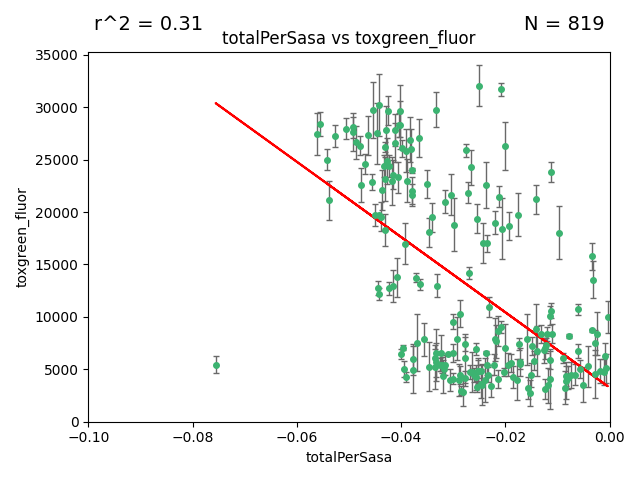 r^2 = 0.31
N = 819
totalPerSasa vs toxgreen_fluor
35000
30000
25000
20000
15000
10000
5000
0
toxgreen_fluor
−0.10
−0.08
−0.06
−0.04
−0.02
0.00
totalPerSasa